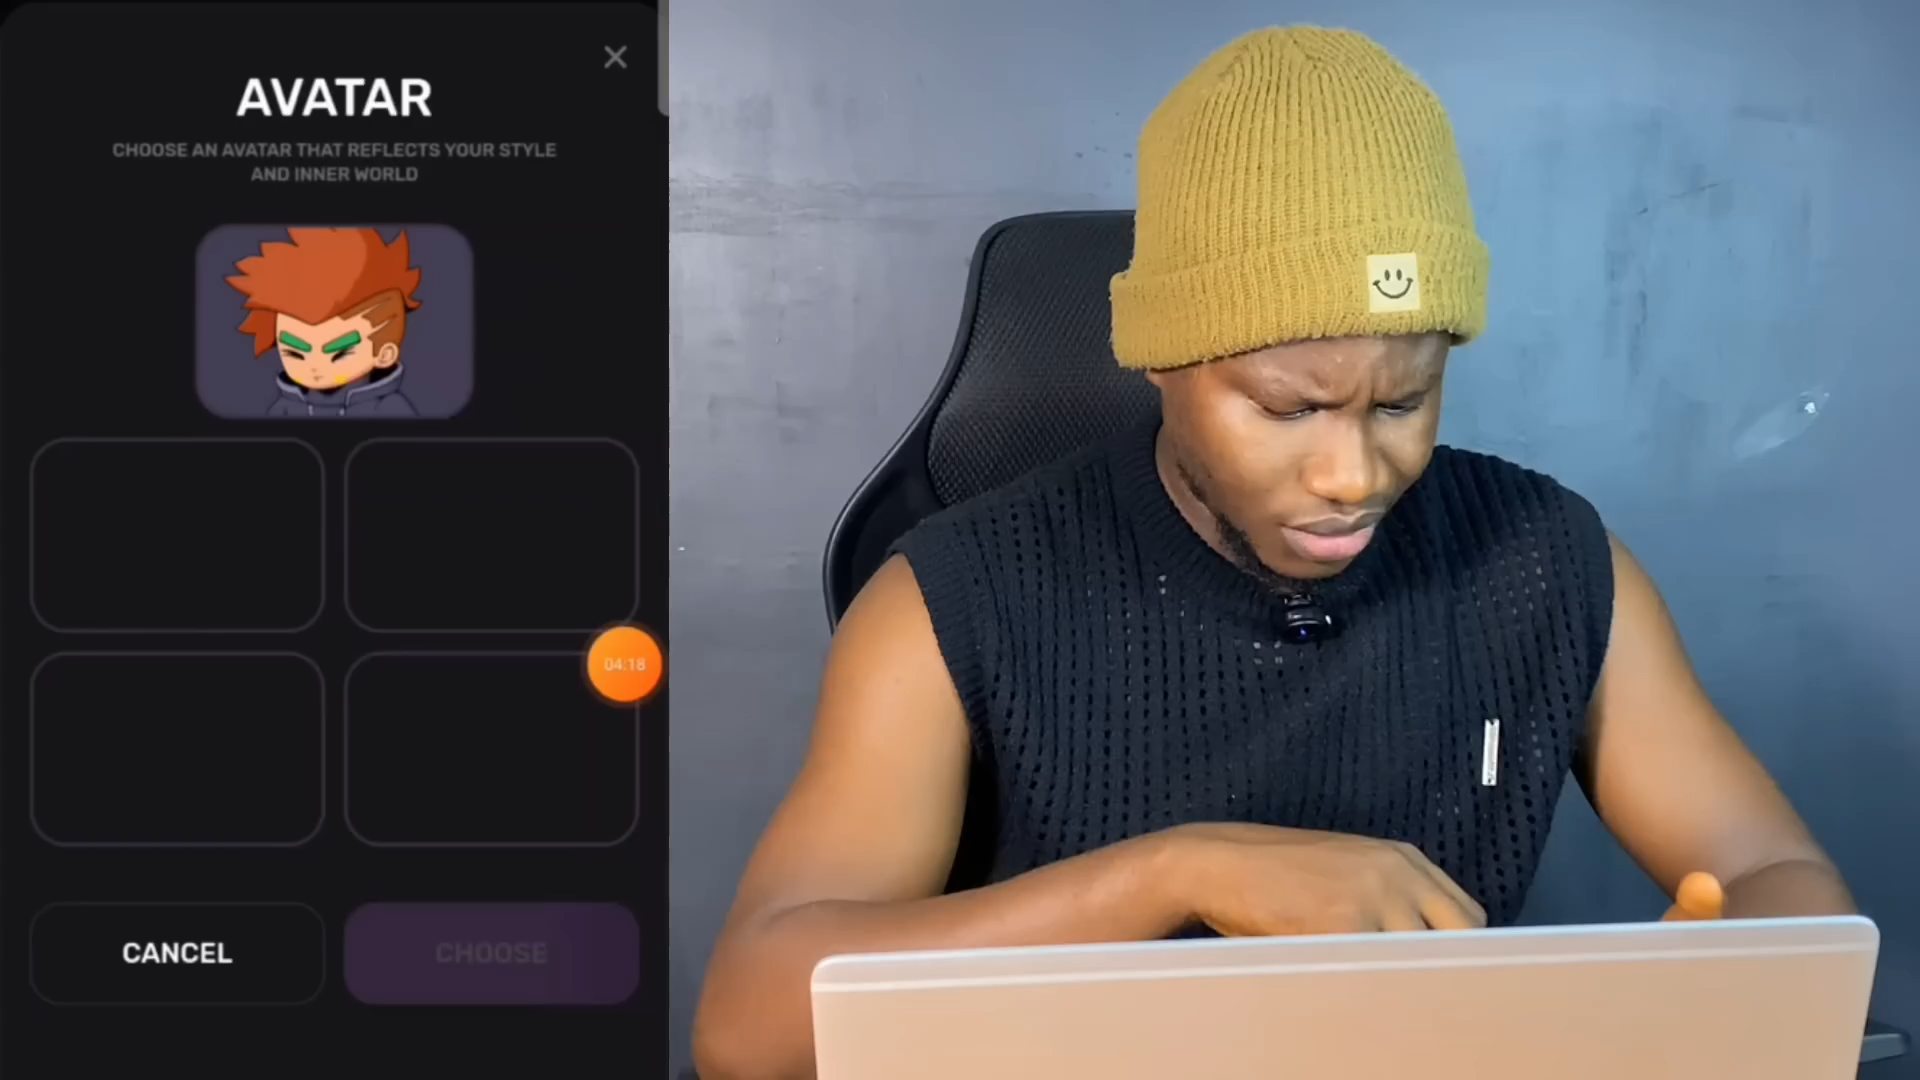 AVATAR
CHOOSE AN AVATAR THAT REFLECTS YOUR STYLE
AND INNER WORLD
04:18
CANCEL
CHOOSE